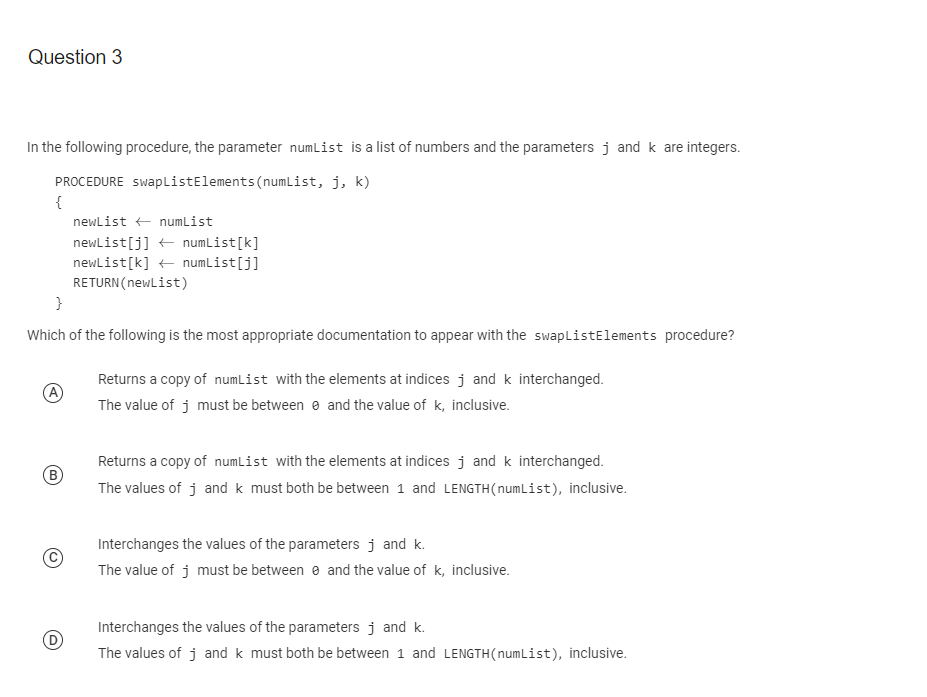 Question 3
In the following procedure, the parameter numList is a list of numbers and the parameters j and k are integers.
PROCEDURE swapListElements(numList, j, k)
{
newList ← numList
newList[j] ← numList[k]
newList[k] ← numList[j]
RETURN(newList)
}
Which of the following is the most appropriate documentation to appear with the swapListElements procedure?
A
Returns a copy of numList with the elements at indices j and k interchanged.
The value of j must be between 0 and the value of k, inclusive.
B
Returns a copy of numList with the elements at indices j and k interchanged.
The values of j and k must both be between 1 and LENGTH(numList), inclusive.
C
Interchanges the values of the parameters j and k.
The value of j must be between 0 and the value of k, inclusive.
D
Interchanges the values of the parameters j and k.
The values of j and k must both be between 1 and LENGTH(numList), inclusive.